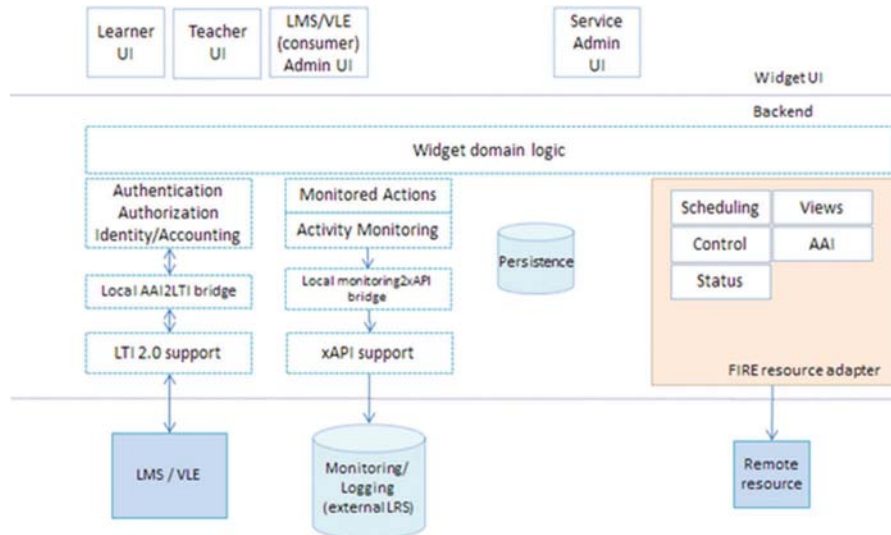 Learner
UI
Teacher
UI
LMS/VLE
(consumer)
Admin UI
Service
Admin
UI
Widget UI
Backend
Widget domain logic
Authentication
Authorization
Identity/Accounting
Monitored Actions
Activity Monitoring
Persistence
Scheduling
Views
Control
AAI
Status
Local AAI2LTI bridge
Local monitoring2xAPI
bridge
LTI 2.0 support
xAPI support
FIRE resource adapter
LMS / VLE
Monitoring/
Logging
(external LRS)
Remote
resource